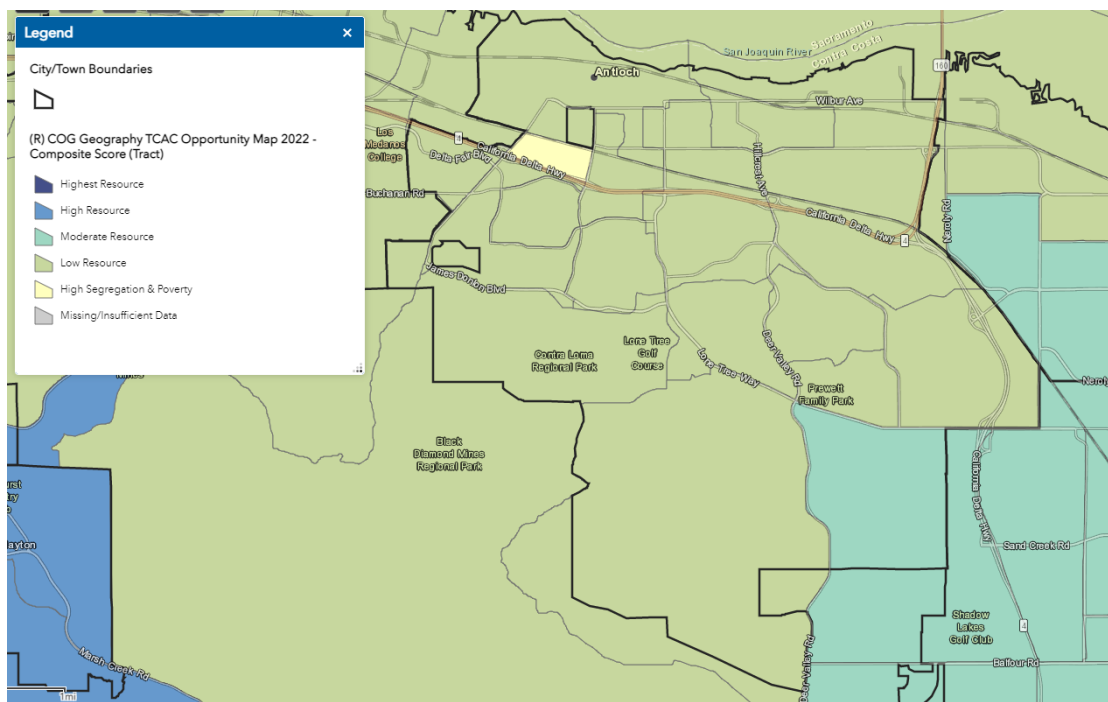 Legend
×
City/Town Boundaries
(R) COG Geography TCAC Opportunity Map 2022 -
Composite Score (Tract)
Highest Resource
High Resource
Moderate Resource
Low Resource
High Segregation & Poverty
Missing/Insufficient Data
San Joaquin River
Sacramento
Contra Costa
Antioch
160
Wilbur Ave
Los
Medanos
College
4
California Delta Hwy
Delta Fair Blvd
Buchanan Rd
Hillcrest Ave
California Delta Hwy
4
Neroly Rd
James Donlon Blvd
Contra Loma
Regional Park
Lone Tree
Golf
Course
Lone Tree Way
Deer Valley Rd
Prewett
Family Park
Neroly
Black
Diamond Mines
Regional Park
California Delta Hwy
Sand Creek Rd
Shadow
Lakes
Golf Club
4
Balfour Rd
Deer Valley Rd
Marsh Creek Rd
1mi